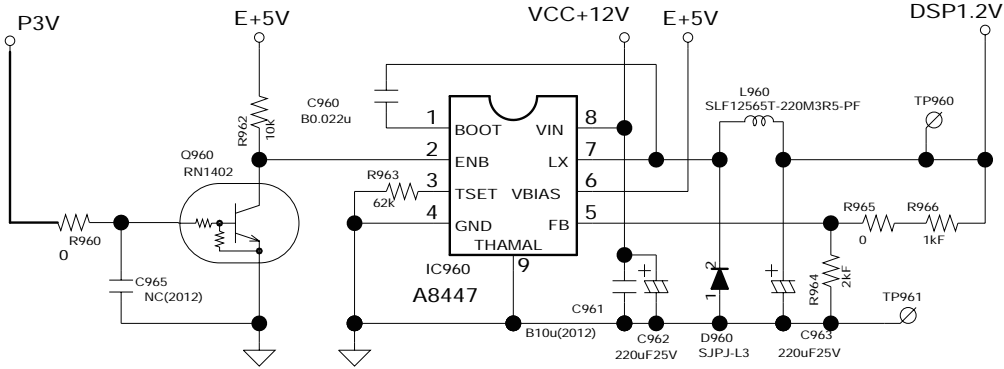 P3V
E+5V
VCC+12V
E+5V
DSP1.2V
L960
SLF12565T-220M3R5-PF
C960
B0.022u
R962
10k
TP960
1
BOOT
VIN
8
2
ENB
LX
7
3
TSET
VBIAS
6
4
GND
FB
5
THAMAL
9
IC960
A8447
Q960
RN1402
R963
62k
R960
0
C965
NC(2012)
R965
0
R966
1kF
R964
2kF
TP961
2
1
C961
B10u(2012)
C962
220uF25V
D960
SJPJ-L3
C963
220uF25V
+
+